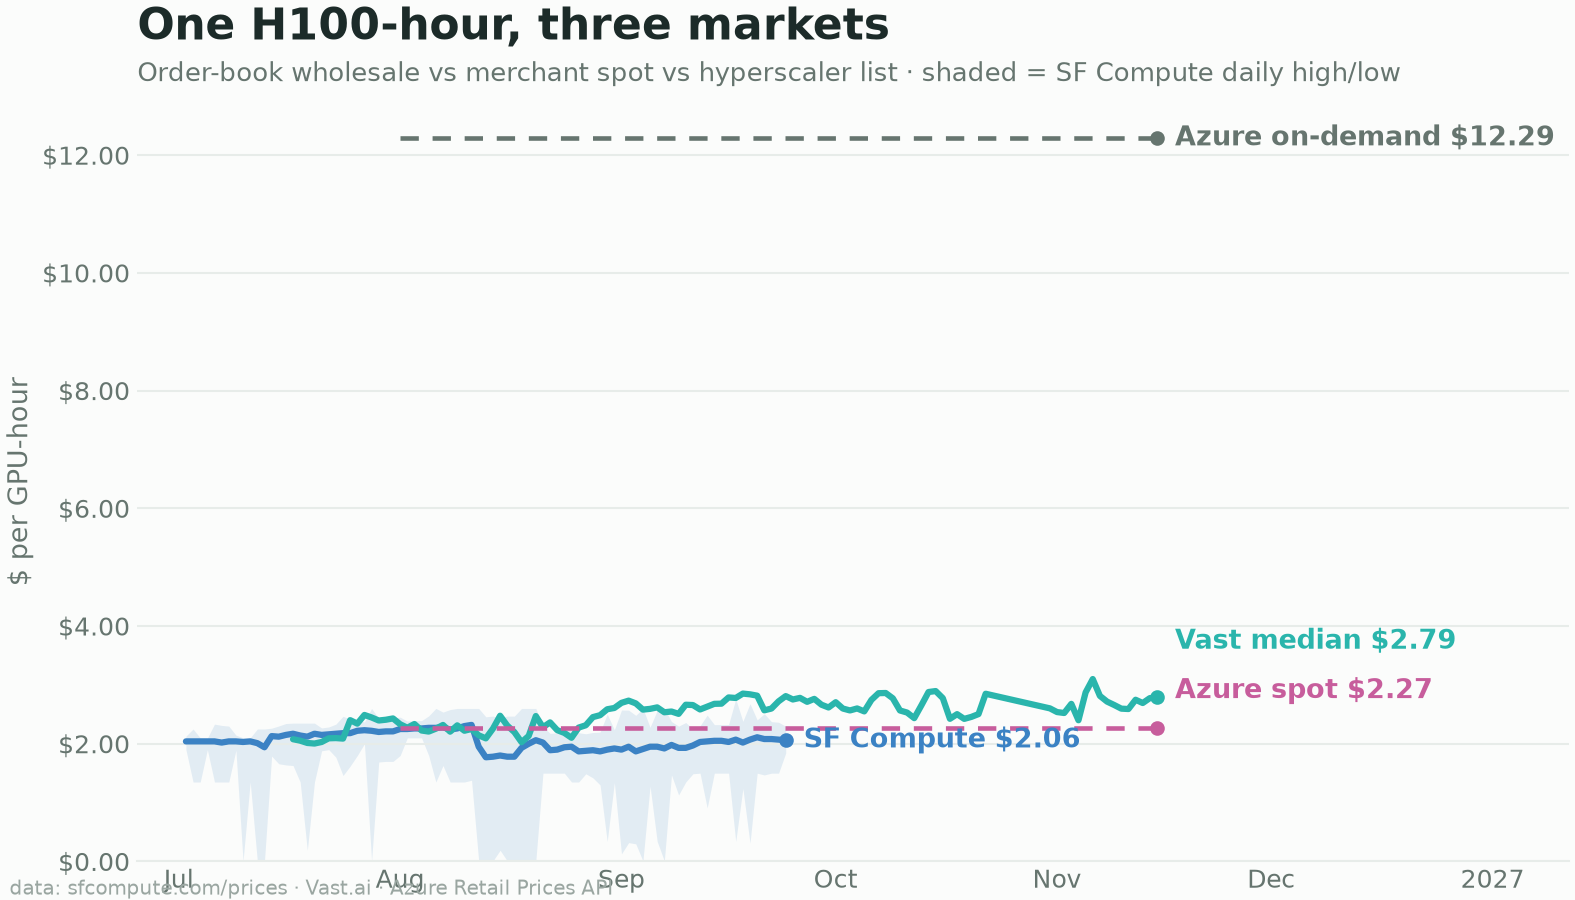 One H100-hour, three markets
Order-book wholesale vs merchant spot vs hyperscaler list · shaded = SF Compute daily high/low
Azure on-demand $12.29
$12.00
$10.00
$8.00
$6.00
$4.00
$2.00
$0.00
$ per GPU-hour
Vast median $2.79
Azure spot $2.27
SF Compute $2.06
Jul
Aug
Sep
Oct
Nov
Dec
2027
data: sfcompute.com/prices · Vast.ai · Azure Retail Prices API